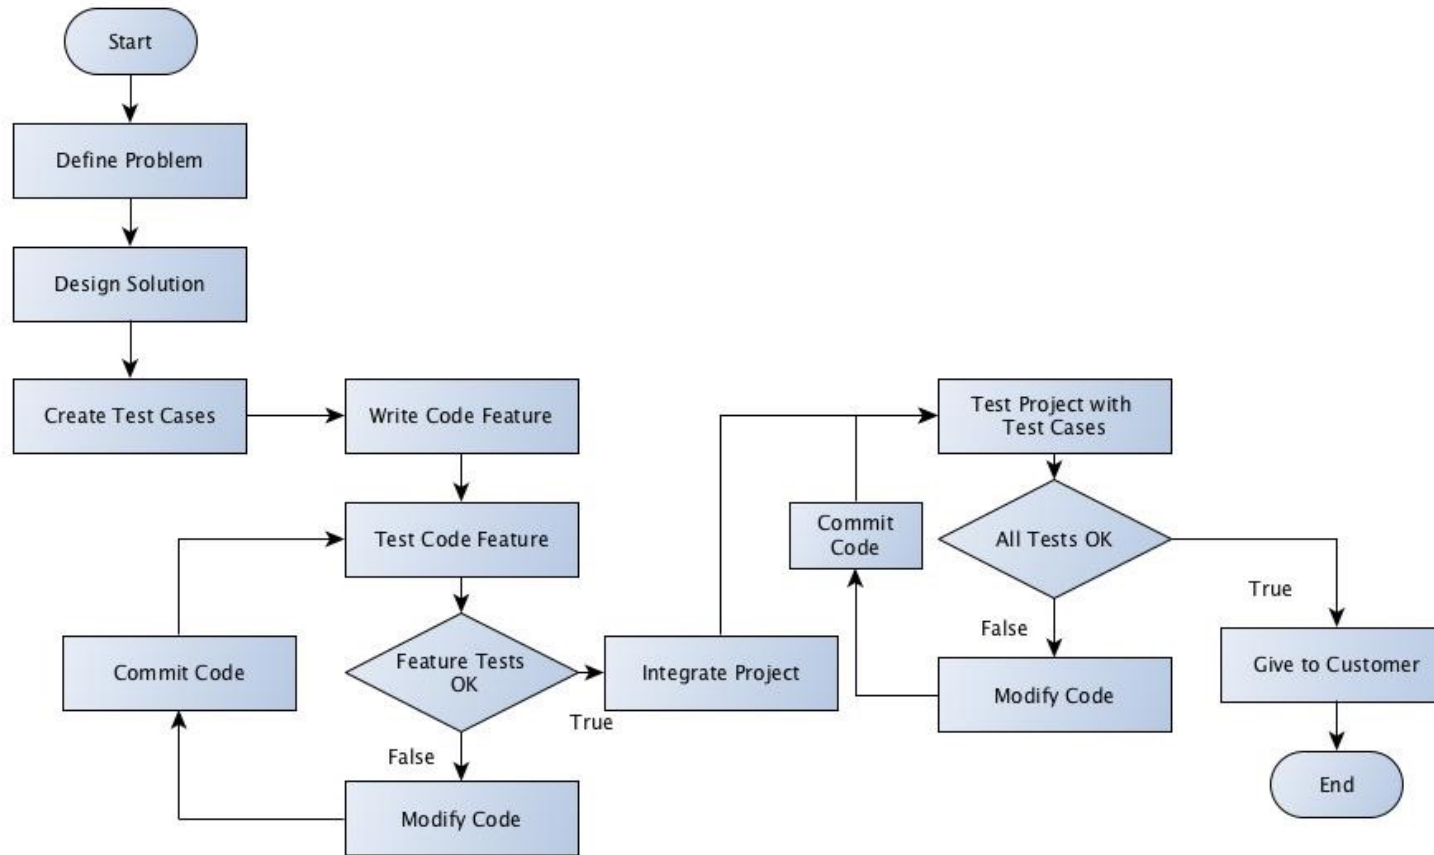 Start
Define Problem
Design Solution
Create Test Cases
Write Code Feature
Test Code Feature
Feature Tests
OK
True
False
Modify Code
Commit Code
Integrate Project
Test Project with
Test Cases
All Tests OK
False
Modify Code
Commit
Code
True
Give to Customer
End